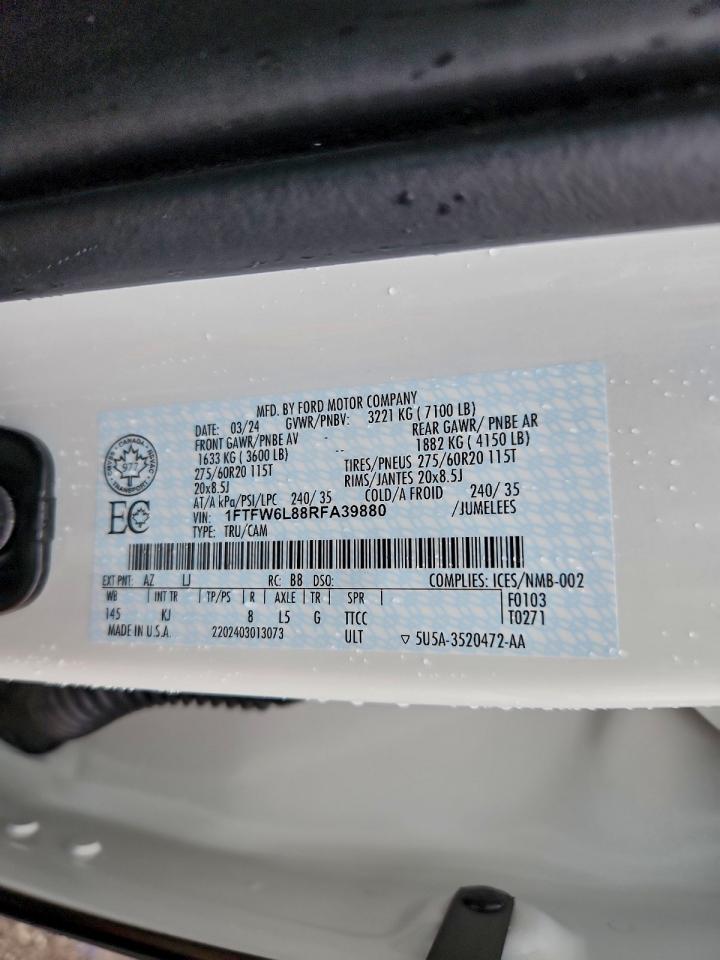 MFD. BY FORD MOTOR COMPANY
DATE: 03/24 GVWR/PNBV: 3221 KG ( 7100 LB)
FRONT GAWR/PNBE AV - REAR GAWR/ PNBE AR
1633 KG ( 3600 LB) -- 1882 KG ( 4150 LB)
275/60R20 115T TIRES/PNEUS 275/60R20 115T
20x8.5J RIMS/JANTES 20x8.5J
AT/A kPa/PSI/LPC 240/ 35 COLD/A FROID 240/ 35
VIN: 1FTFW6L88RFA39880 /JUMELEES
TYPE: TRU/CAM
CANADA
977
TRANSPORT
EC
EXT PNT: AZ LJ RC: B8 DSO: COMPLIES: ICES/NMB-002
WB INT TR TP/PS R AXLE TR SPR F0103
145 KJ 8 L5 G TTCC T0271
MADE IN U.S.A. 2202403013073 ULT ▽ 5U5A-3520472-AA